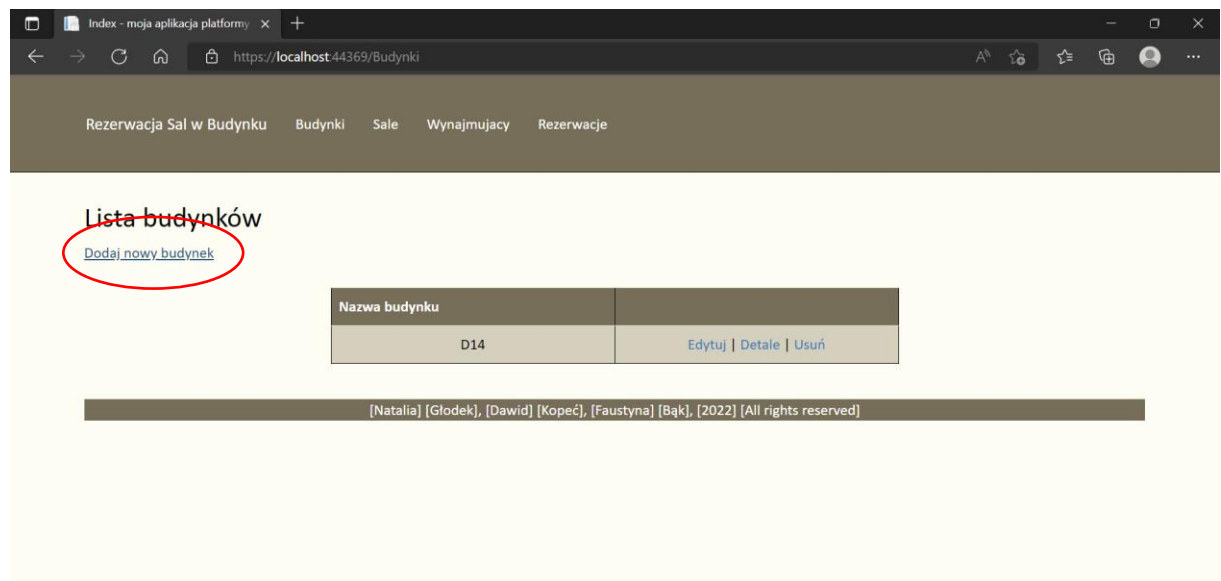 Index - moja aplikacja platformy
https://localhost:44369/Budynki
Rezerwacja Sal w Budynku Budynki Sale Wynajmujacy Rezerwacje
Lista budynków
Dodaj nowy budynek
Nazwa budynku
D14 Edytuj | Detale | Usuń
[Natalia] [Głodek], [Dawid] [Kopeć], [Faustyna] [Bąk], [2022] [All rights reserved]